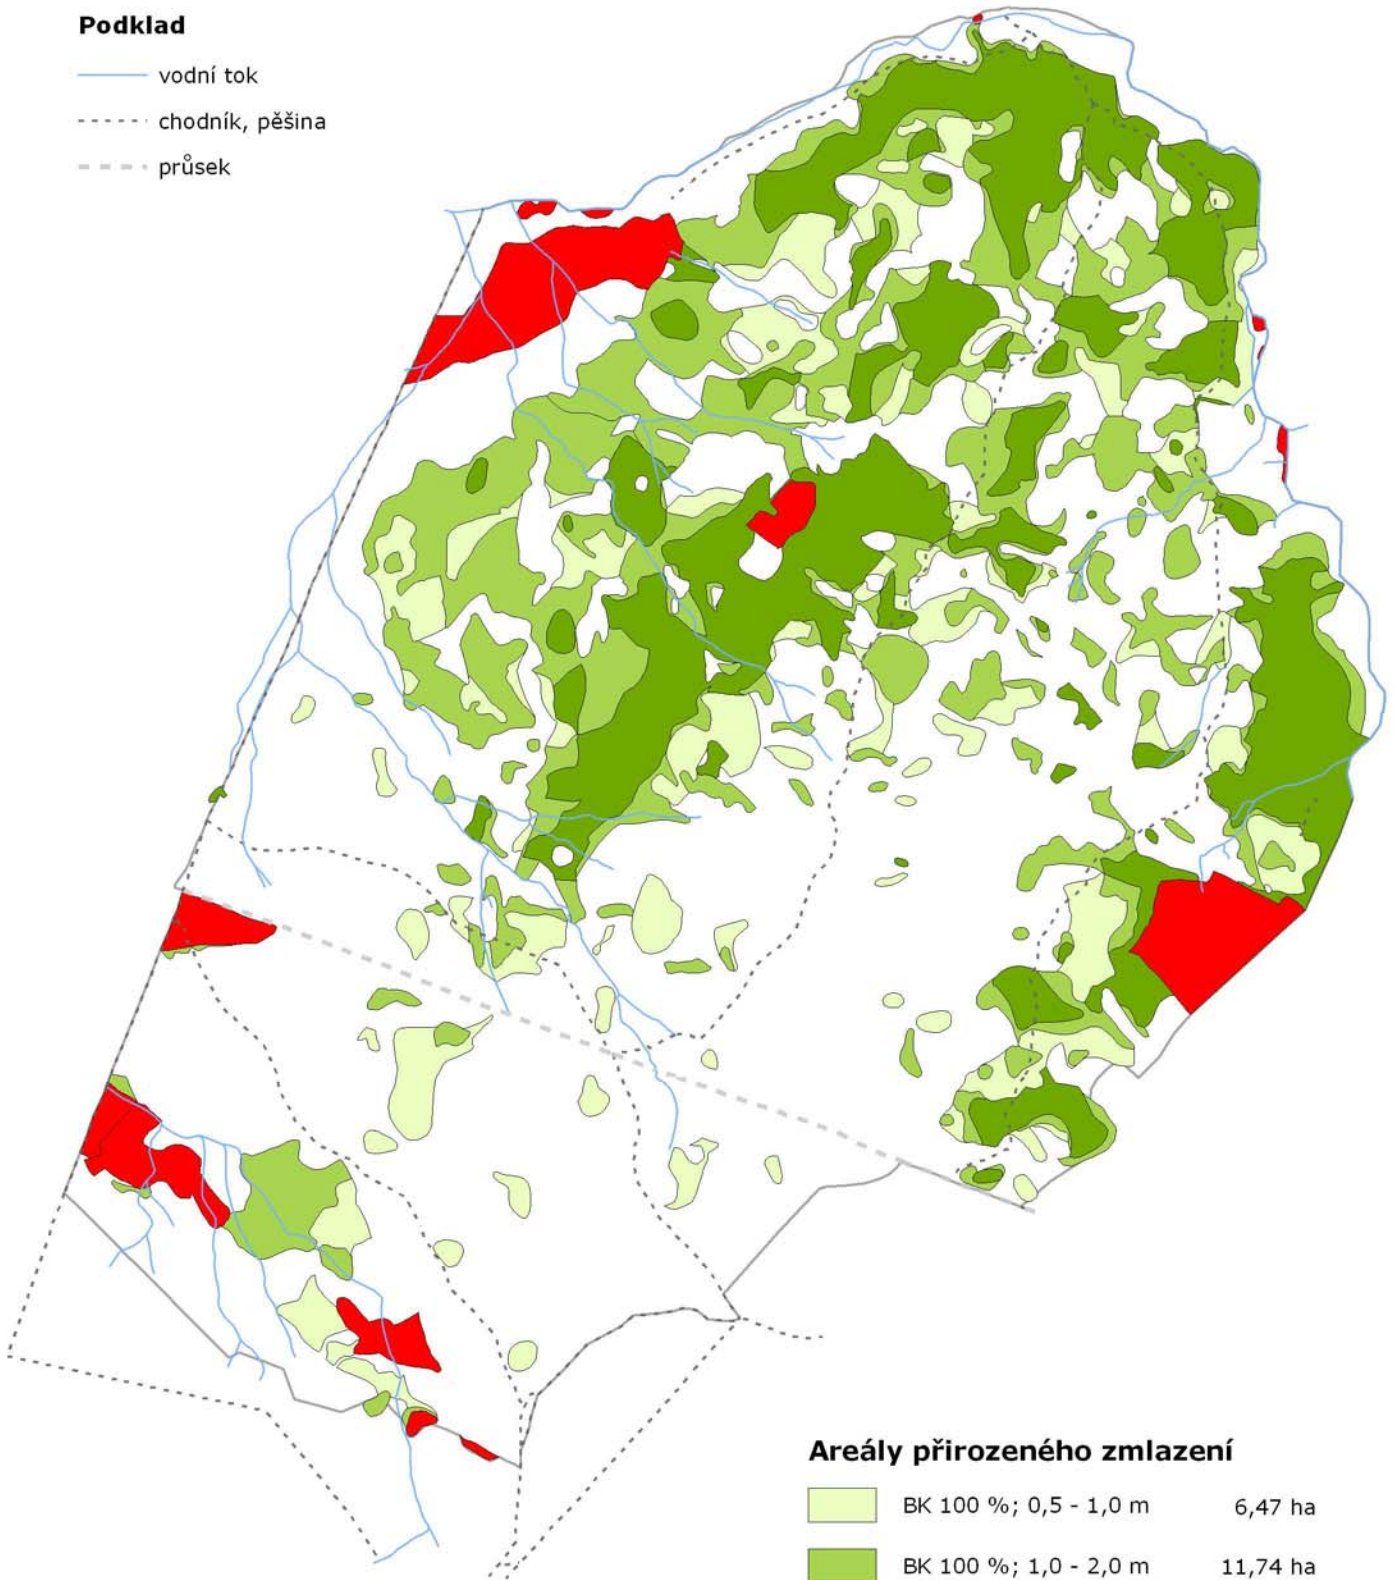 Podklad
vodní tok
chodník, pěšina
průsek
Areály přirozeného zmlazení
BK 100 %; 0,5 - 1,0 m 6,47 ha
BK 100 %; 1,0 - 2,0 m 11,74 ha